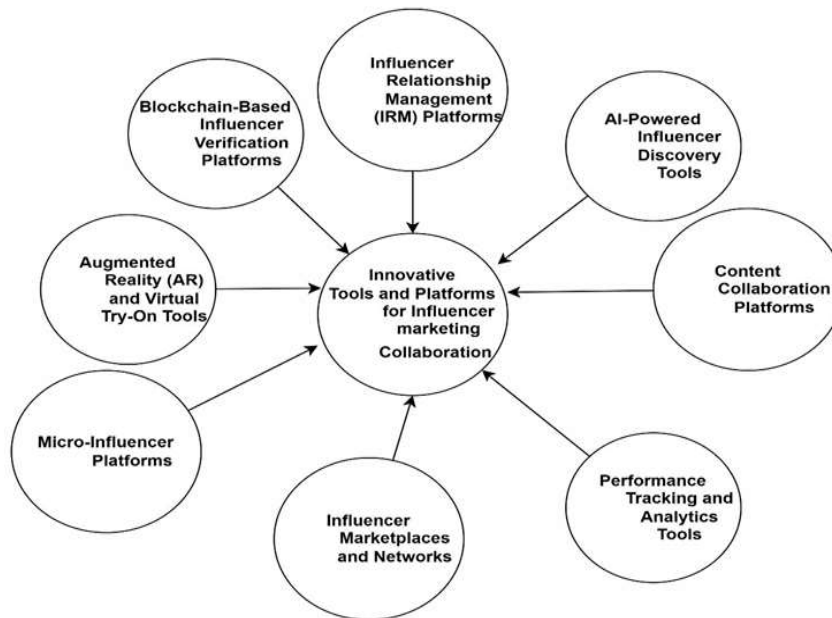 Influencer
Relationship
Management
(IRM) Platforms
Blockchain-Based
Influencer
Verification
Platforms
AI-Powered
Influencer
Discovery
Tools
Augmented
Reality (AR)
and Virtual
Try-On Tools
Innovative
Tools and Platforms
for Influencer
marketing
Collaboration
Content
Collaboration
Platforms
Micro-Influencer
Platforms
Influencer
Marketplaces
and Networks
Performance
Tracking and
Analytics
Tools